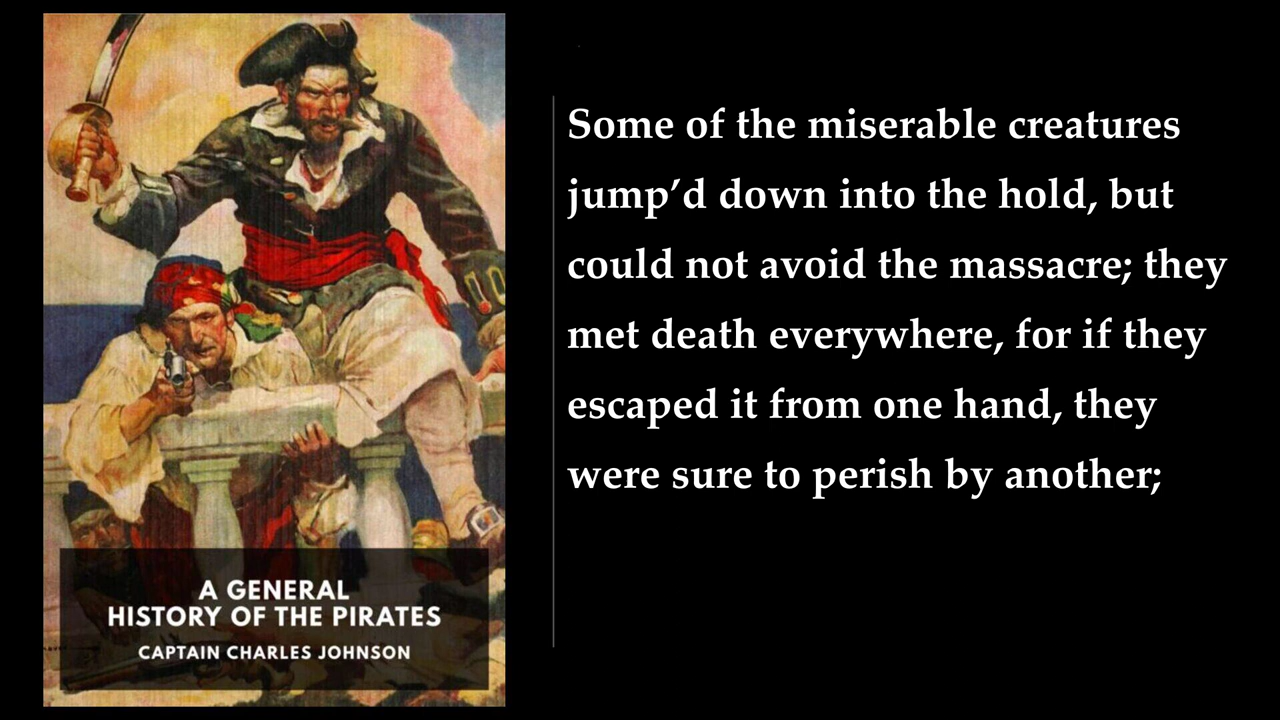 A GENERAL
HISTORY OF THE PIRATES
CAPTAIN CHARLES JOHNSON
Some of the miserable creatures
jump’d down into the hold, but
could not avoid the massacre; they
met death everywhere, for if they
escaped it from one hand, they
were sure to perish by another;